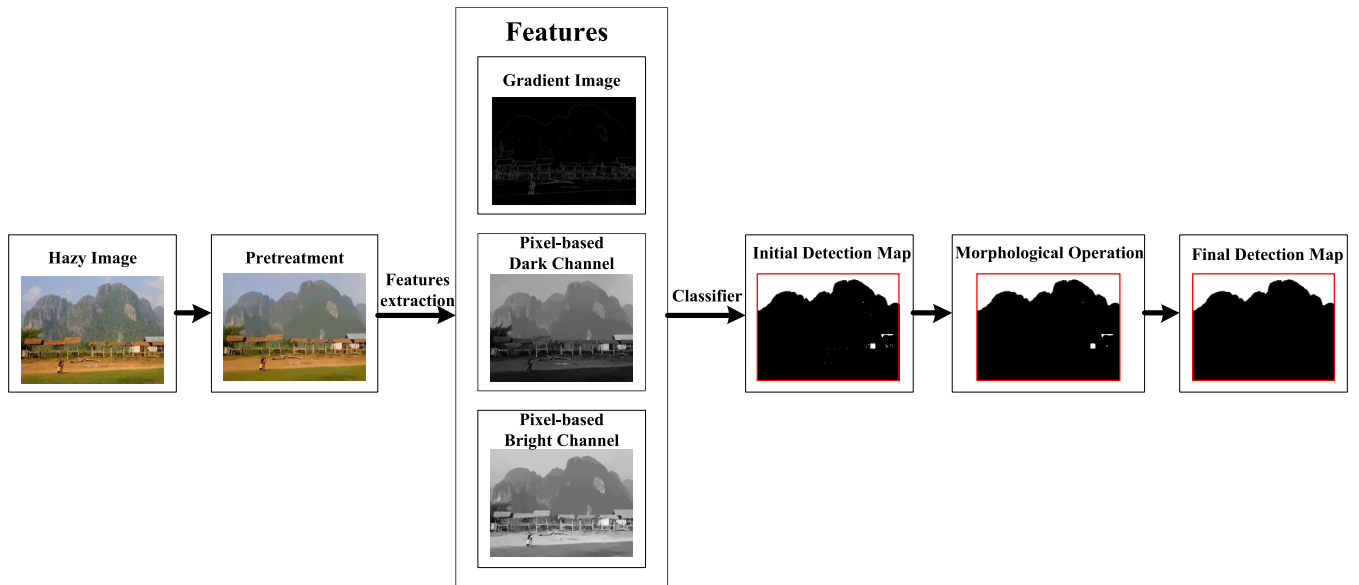 Hazy Image
Pretreatment
Features
extraction
Features
Gradient Image
Pixel-based
Dark Channel
Pixel-based
Bright Channel
Classifier
Initial Detection Map
Morphological Operation
Final Detection Map